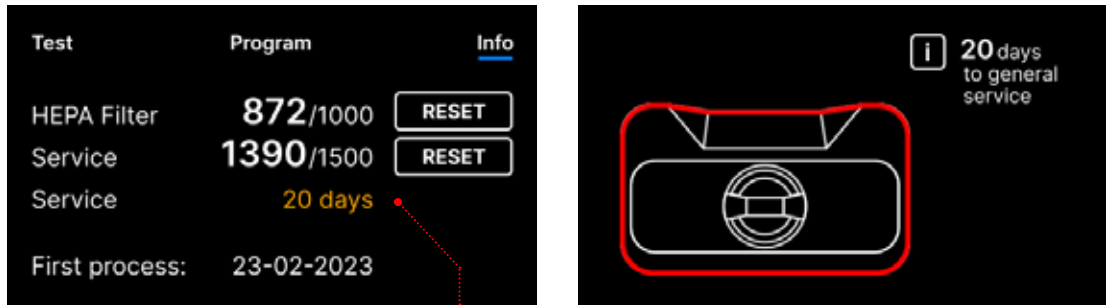 Test Program Info
HEPA Filter 872/1000 RESET
Service 1390/1500 RESET
Service 20 days
First process: 23-02-2023
i 20 days
to general
service